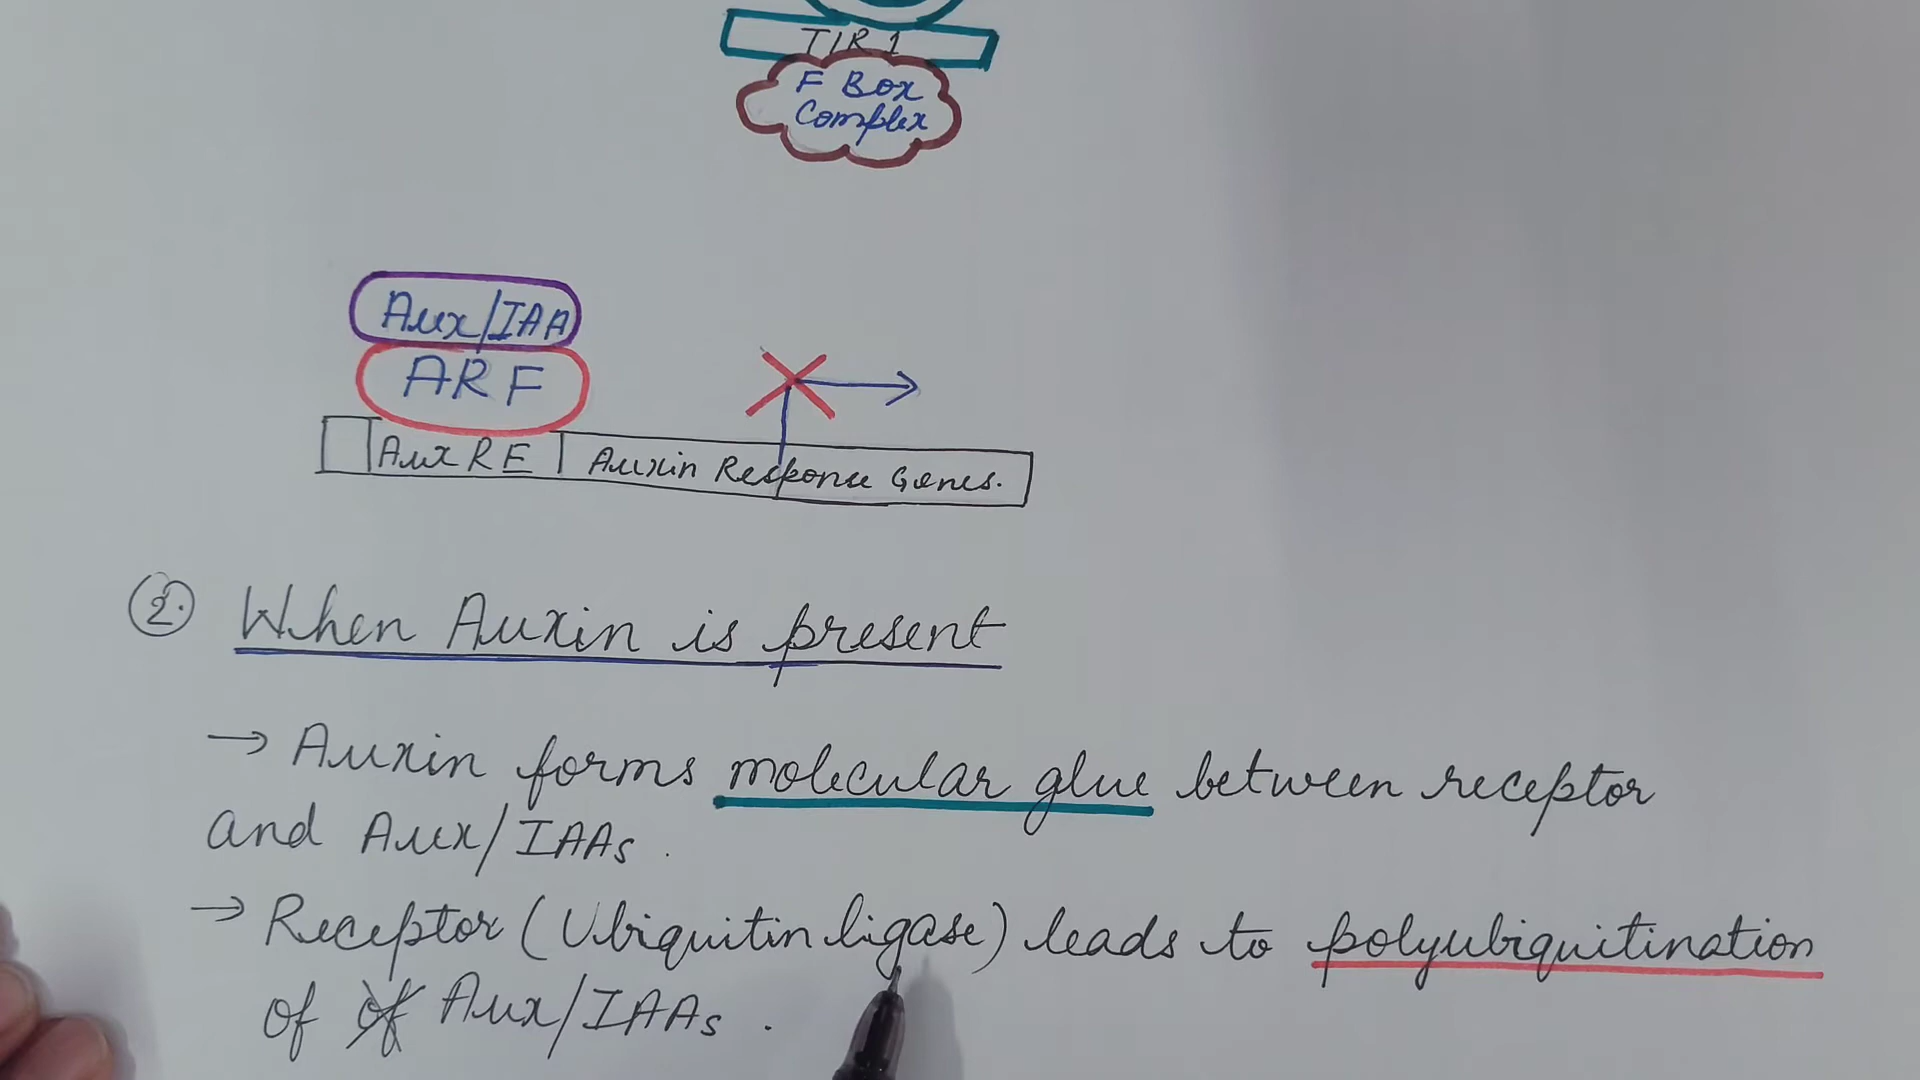 TIR 1
F Box
Complex
Aux/IAA
ARF
AuxRE
Auxin Response Genes.
2. When Auxin is present
→ Auxin forms molecular glue between receptor
and Aux/IAAs.
→ Receptor (Ubiquitin ligase) leads to polyubiquitination
of of Aux/IAAs.